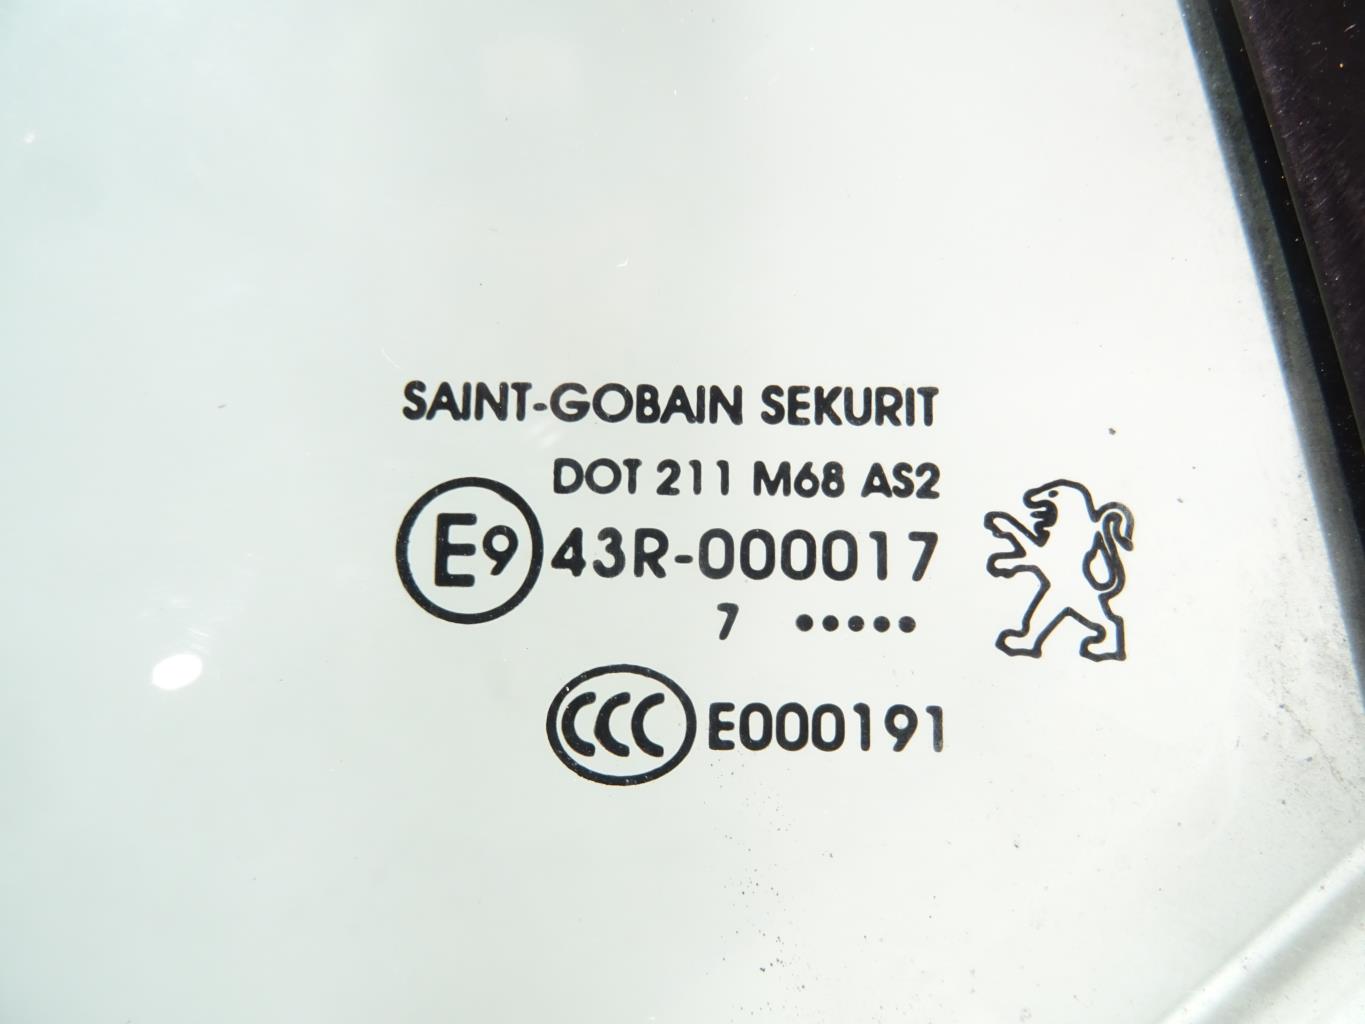 SAINT-GOBAIN SEKURIT
DOT 211 M68 AS2
E9 43R-000017
7 •••••
CCC E000191